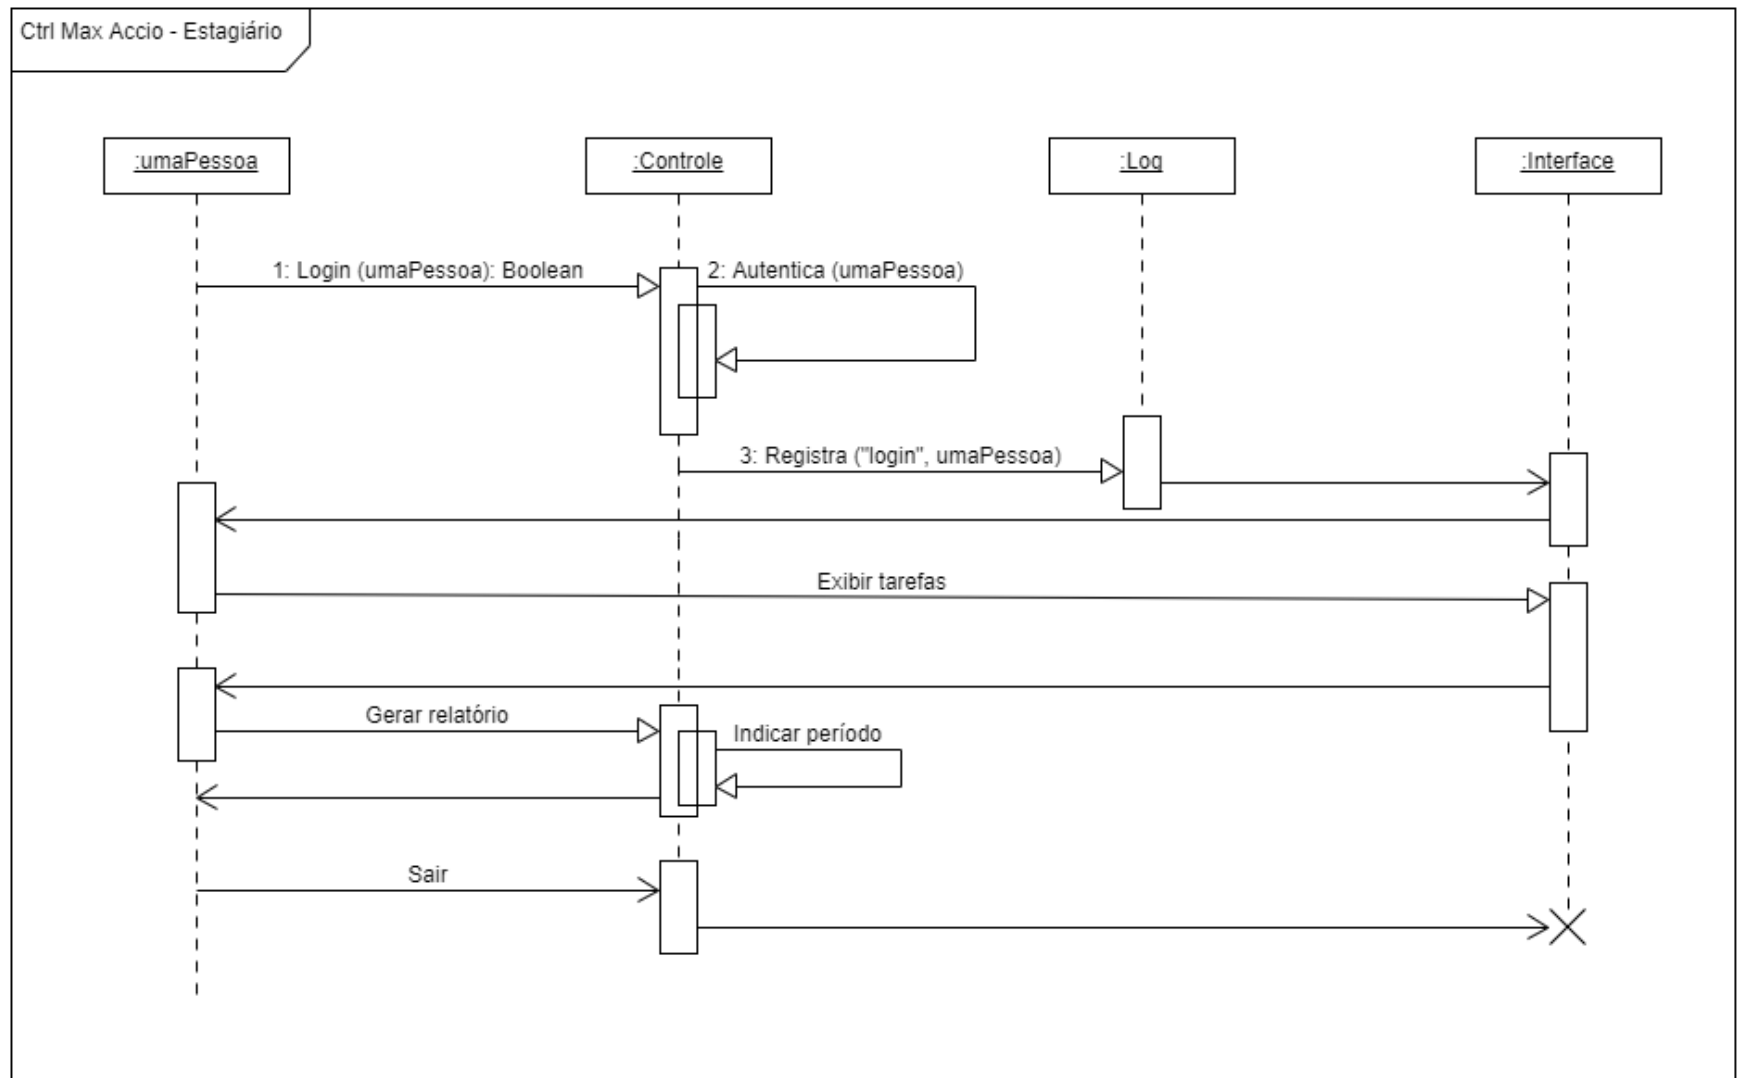 Ctrl Max Accio - Estagiário
:umaPessoa
:Controle
:Log
:Interface
1: Login (umaPessoa): Boolean
2: Autentica (umaPessoa)
3: Registra ("login", umaPessoa)
Exibir tarefas
Gerar relatório
Indicar período
Sair